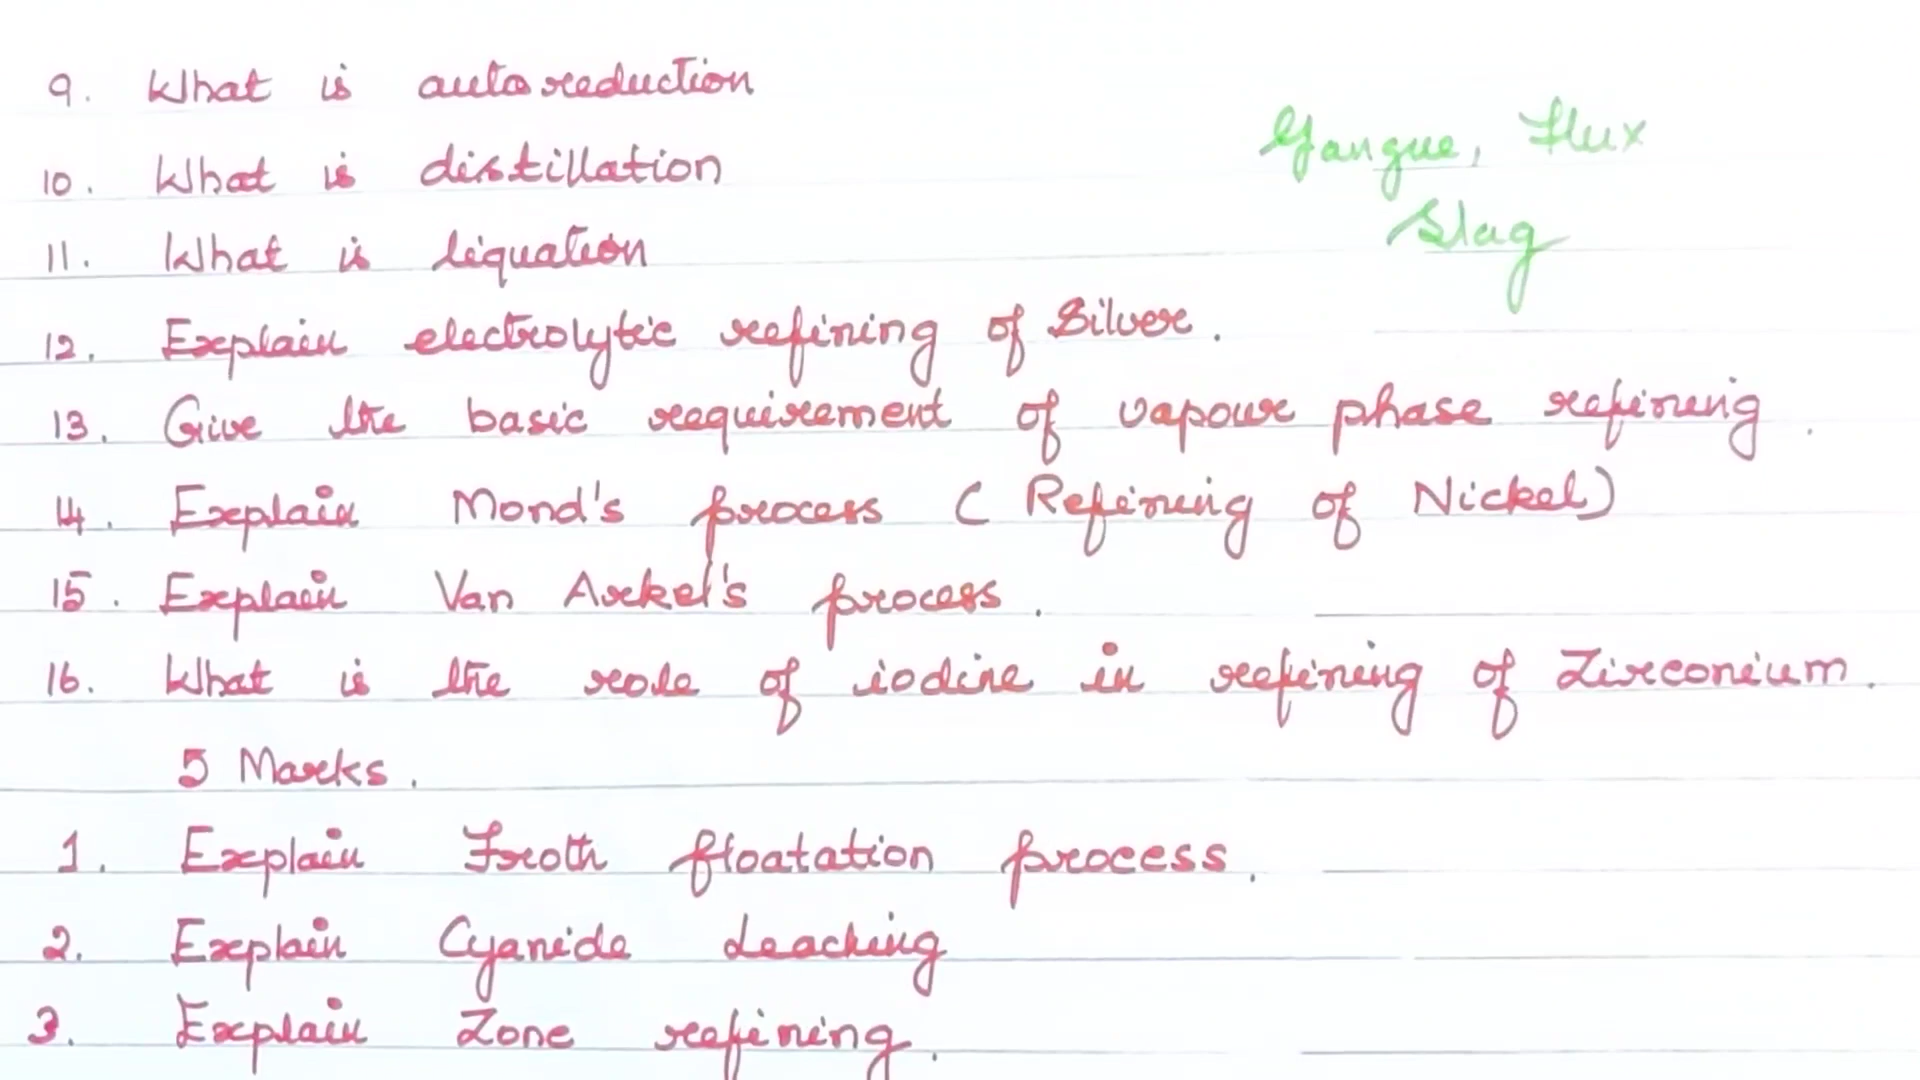 9. What is auto reduction
10. What is distillation
11. What is liquation
Gangue, Flux
Slag
12. Explain electrolytic refining of Silver.
13. Give the basic requirement of vapour phase refining.
14. Explain Mond's process ( Refining of Nickel)
15. Explain Van Arkel's process.
16. What is the role of iodine in refining of Zirconium.
5 Marks.
1. Explain Froth floatation process.
2. Explain Cyanide Leaching
3. Explain Zone refining.